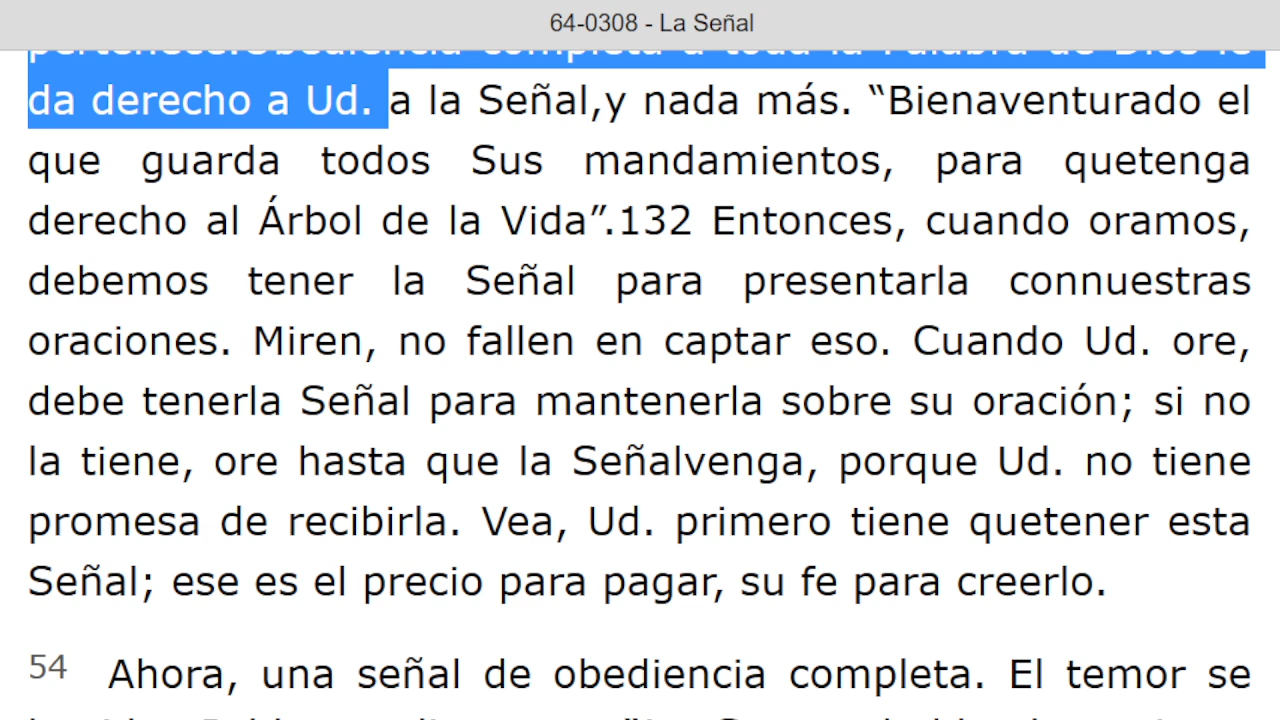 64-0308 - La Señal
da derecho a Ud. a la Señal,y nada más. “Bienaventurado el
que guarda todos Sus mandamientos, para quetenga
derecho al Árbol de la Vida”.132 Entonces, cuando oramos,
debemos tener la Señal para presentarla connuestras
oraciones. Miren, no fallen en captar eso. Cuando Ud. ore,
debe tenerla Señal para mantenerla sobre su oración; si no
la tiene, ore hasta que la Señalvenga, porque Ud. no tiene
promesa de recibirla. Vea, Ud. primero tiene quetener esta
Señal; ese es el precio para pagar, su fe para creerlo.
54 Ahora, una señal de obediencia completa. El temor se